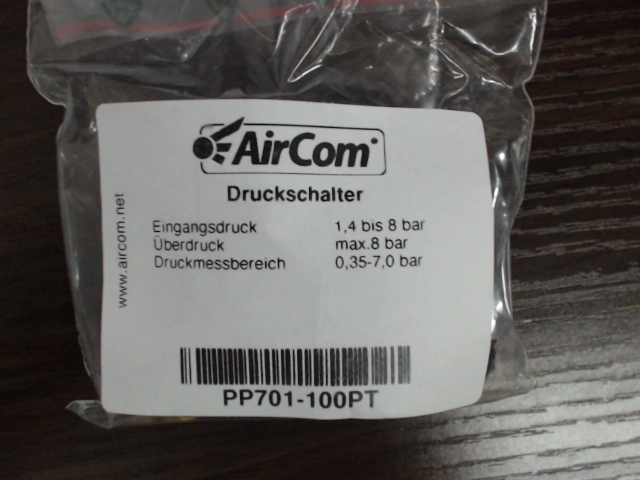 AirCom
Druckschalter
Eingangsdruck 1,4 bis 8 bar
Überdruck max.8 bar
Druckmessbereich 0,35-7,0 bar
www.aircom.net
PP701-100PT